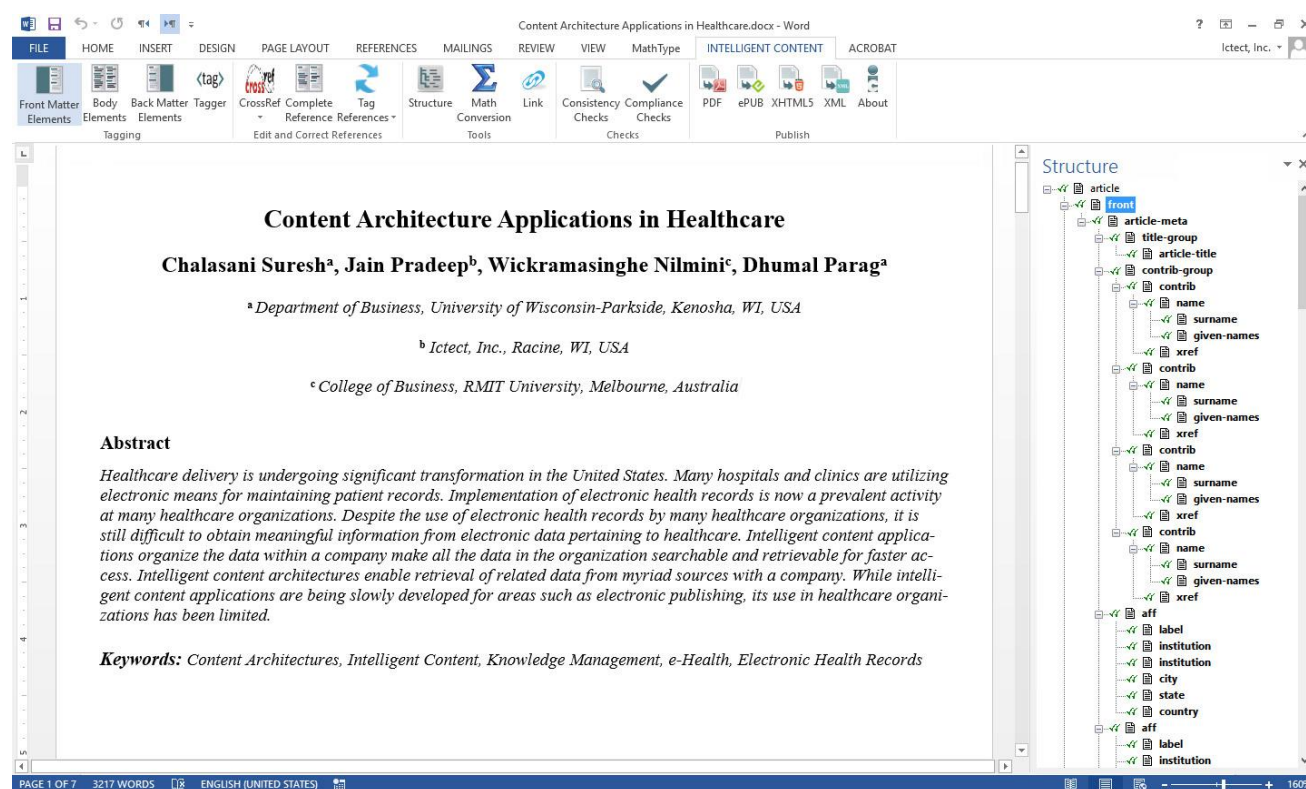 Content Architecture Applications in Healthcare.docx - Word
FILE HOME INSERT DESIGN PAGE LAYOUT REFERENCES MAILINGS REVIEW VIEW MathType INTELLIGENT CONTENT ACROBAT Ictect, Inc.
<tag> crossref
Front Matter Body Back Matter Tagger CrossRef Complete Tag Structure Math Link Consistency Compliance PDF ePUB XHTML5 XML About
Elements Elements Elements Reference References Conversion Checks Checks
Tagging Edit and Correct References Tools Checks Publish
Content Architecture Applications in Healthcare
Chalasani Sureshᵃ, Jain Pradeepᵇ, Wickramasinghe Nilminiᶜ, Dhumal Paragᵃ
ᵃ Department of Business, University of Wisconsin-Parkside, Kenosha, WI, USA
ᵇ Ictect, Inc., Racine, WI, USA
ᶜ College of Business, RMIT University, Melbourne, Australia
Abstract
Healthcare delivery is undergoing significant transformation in the United States. Many hospitals and clinics are utilizing
electronic means for maintaining patient records. Implementation of electronic health records is now a prevalent activity
at many healthcare organizations. Despite the use of electronic health records by many healthcare organizations, it is
still difficult to obtain meaningful information from electronic data pertaining to healthcare. Intelligent content applica-
tions organize the data within a company make all the data in the organization searchable and retrievable for faster ac-
cess. Intelligent content architectures enable retrieval of related data from myriad sources with a company. While intelli-
gent content applications are being slowly developed for areas such as electronic publishing, its use in healthcare organi-
zations has been limited.
Keywords: Content Architectures, Intelligent Content, Knowledge Management, e-Health, Electronic Health Records
Structure
article
front
article-meta
title-group
article-title
contrib-group
contrib
name
surname
given-names
xref
contrib
name
surname
given-names
xref
contrib
name
surname
given-names
xref
contrib
name
surname
given-names
xref
aff
label
institution
institution
city
state
country
aff
label
institution
1
2
3
4
5
PAGE 1 OF 7 3217 WORDS ENGLISH (UNITED STATES) 160%